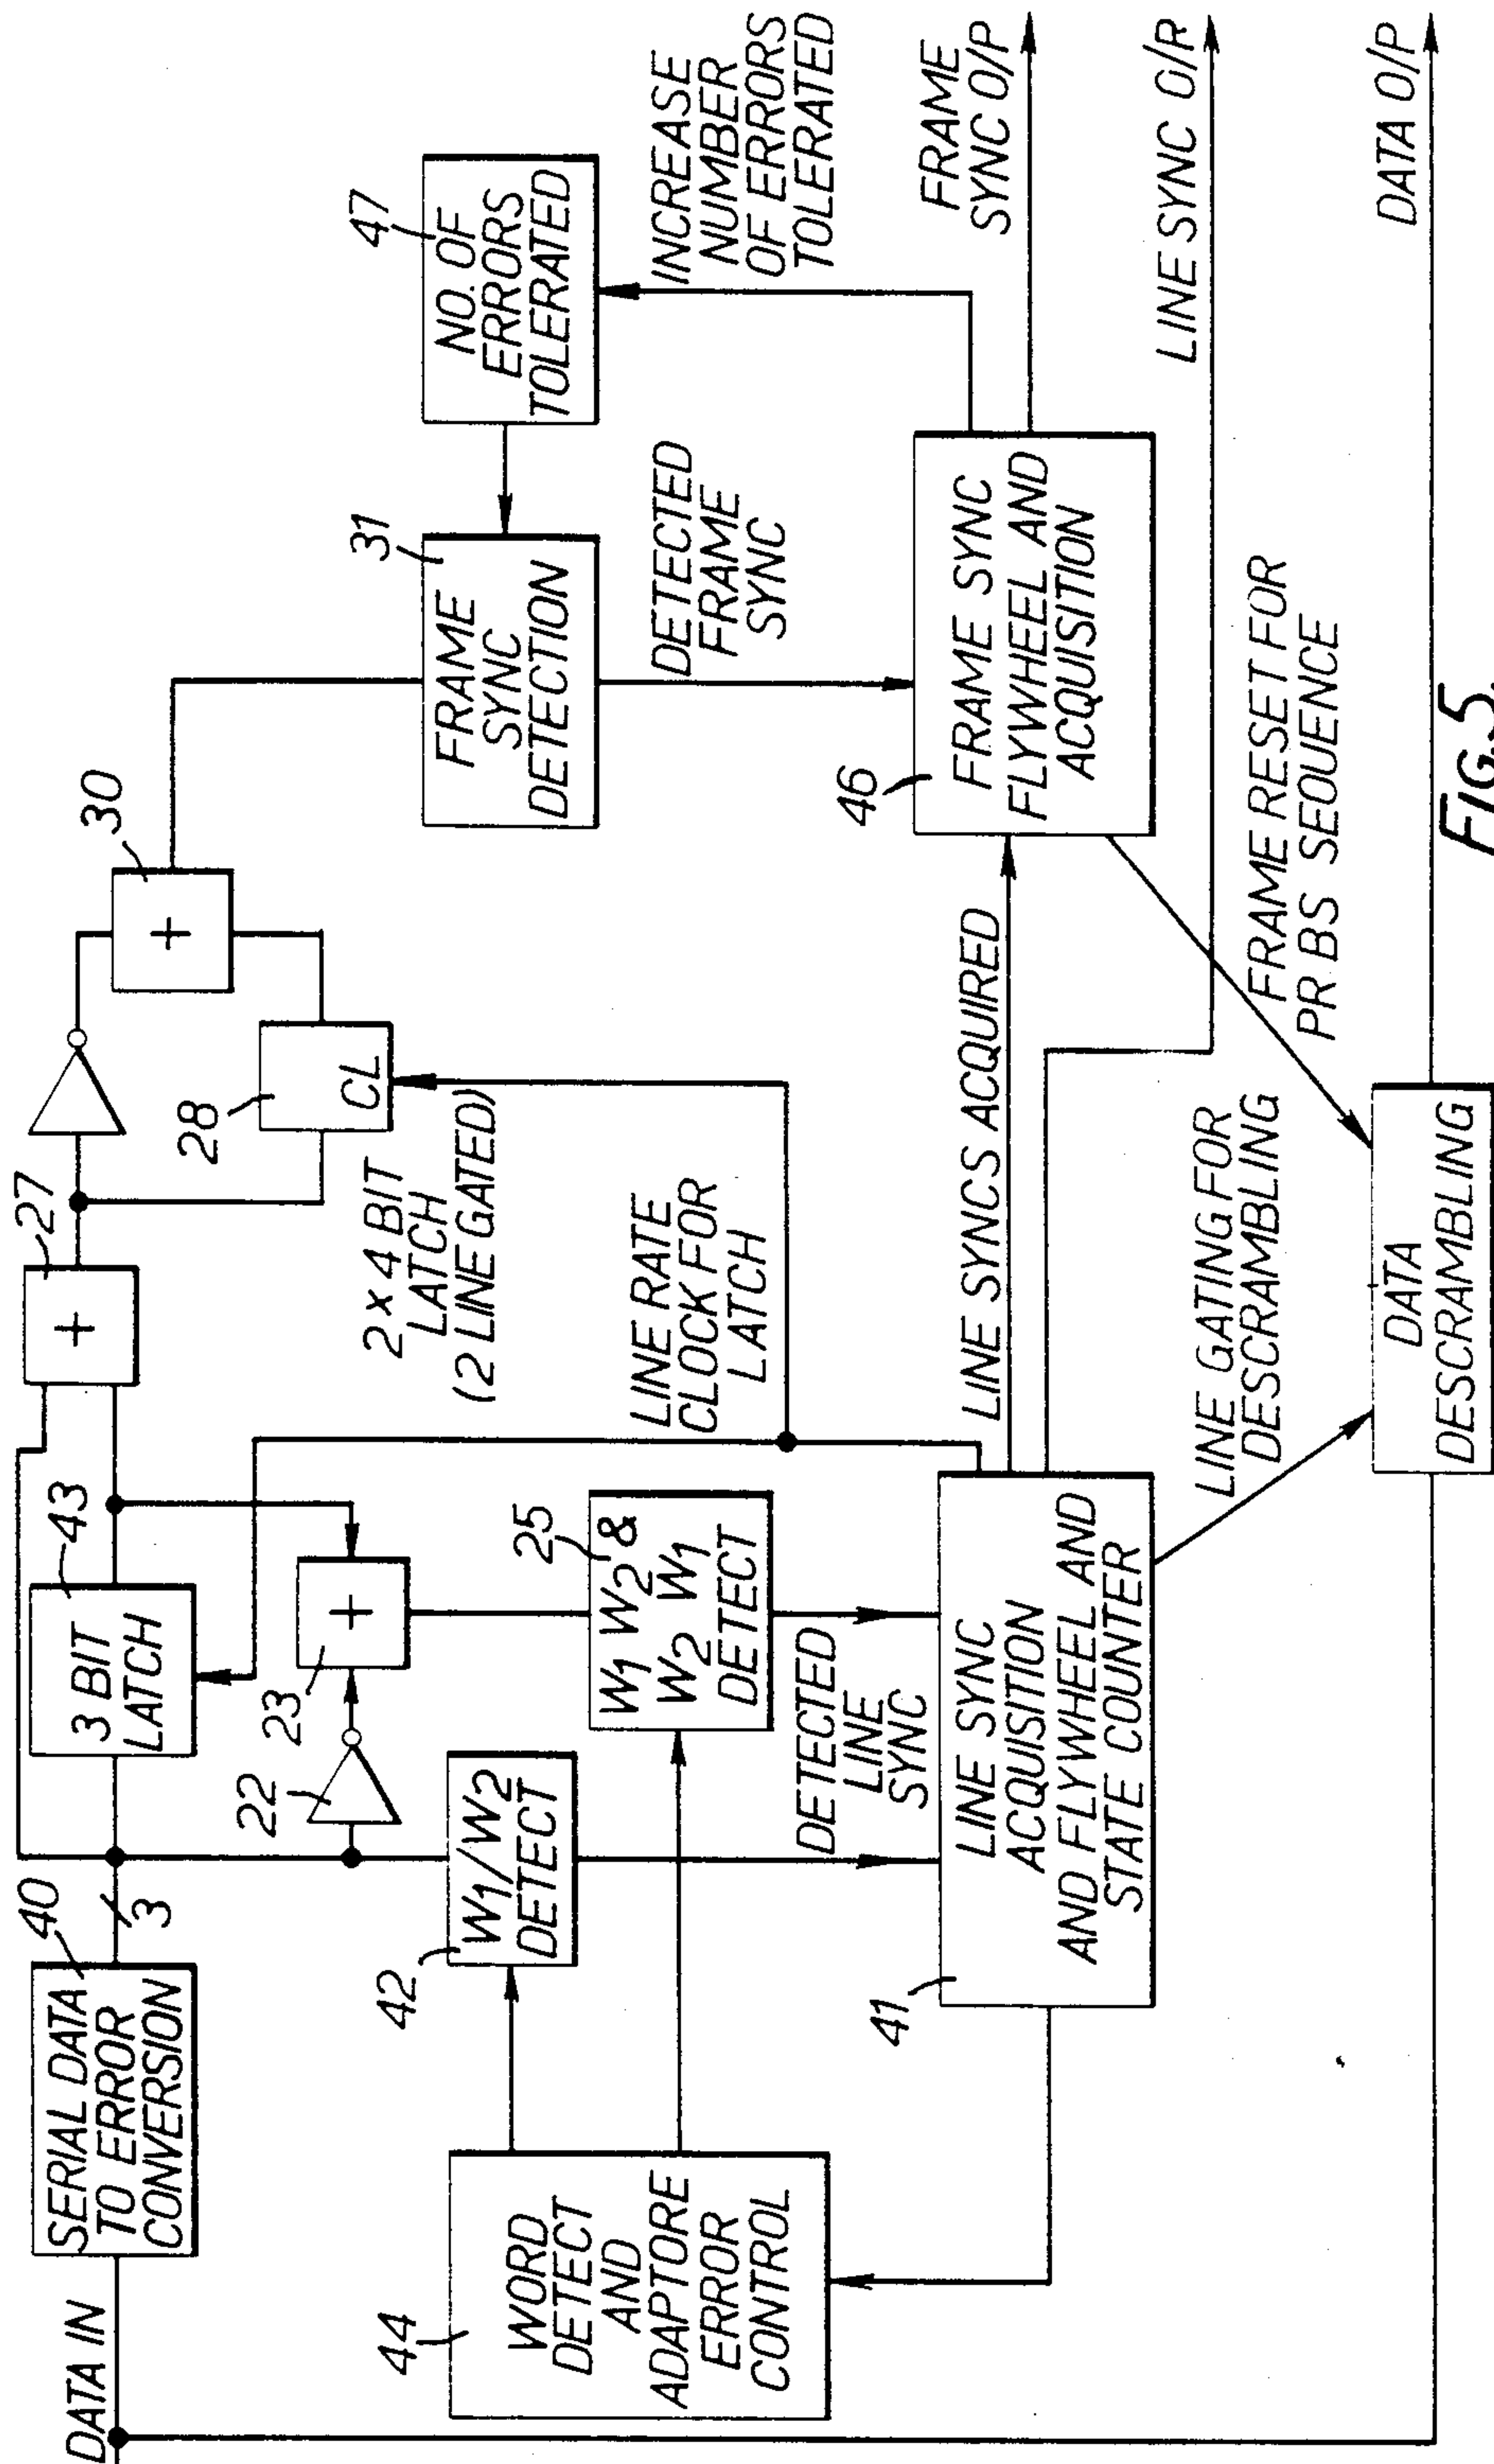 DATA IN
SERIAL DATA
TO ERROR
CONVERSION
40
3
3 BIT
LATCH
43
+
27
+
30
28
CL
2 x 4 BIT
LATCH
(2 LINE GATED)
22
23
+
42
W1/W2
DETECT
25
W1 W2 &
W2 W1
DETECT
44
WORD
DETECT
AND
ADAPTORE
ERROR
CONTROL
LINE RATE
CLOCK FOR
LATCH
31
FRAME
SYNC
DETECTION
47
NO. OF
ERRORS
TOLERATED
DETECTED
FRAME
SYNC
INCREASE
NUMBER
OF ERRORS
TOLERATED
DETECTED
LINE
SYNC
41
LINE SYNC
ACQUISITION
AND FLYWHEEL AND
STATE COUNTER
LINE SYNCS ACQUIRED
46
FRAME SYNC
FLYWHEEL AND
ACQUISITION
FRAME
SYNC O/P
LINE SYNC O/R
LINE GATING FOR
DESCRAMBLING
FRAME RESET FOR
PR BS SEQUENCE
DATA
DESCRAMBLING
DATA O/P
FIG.5.